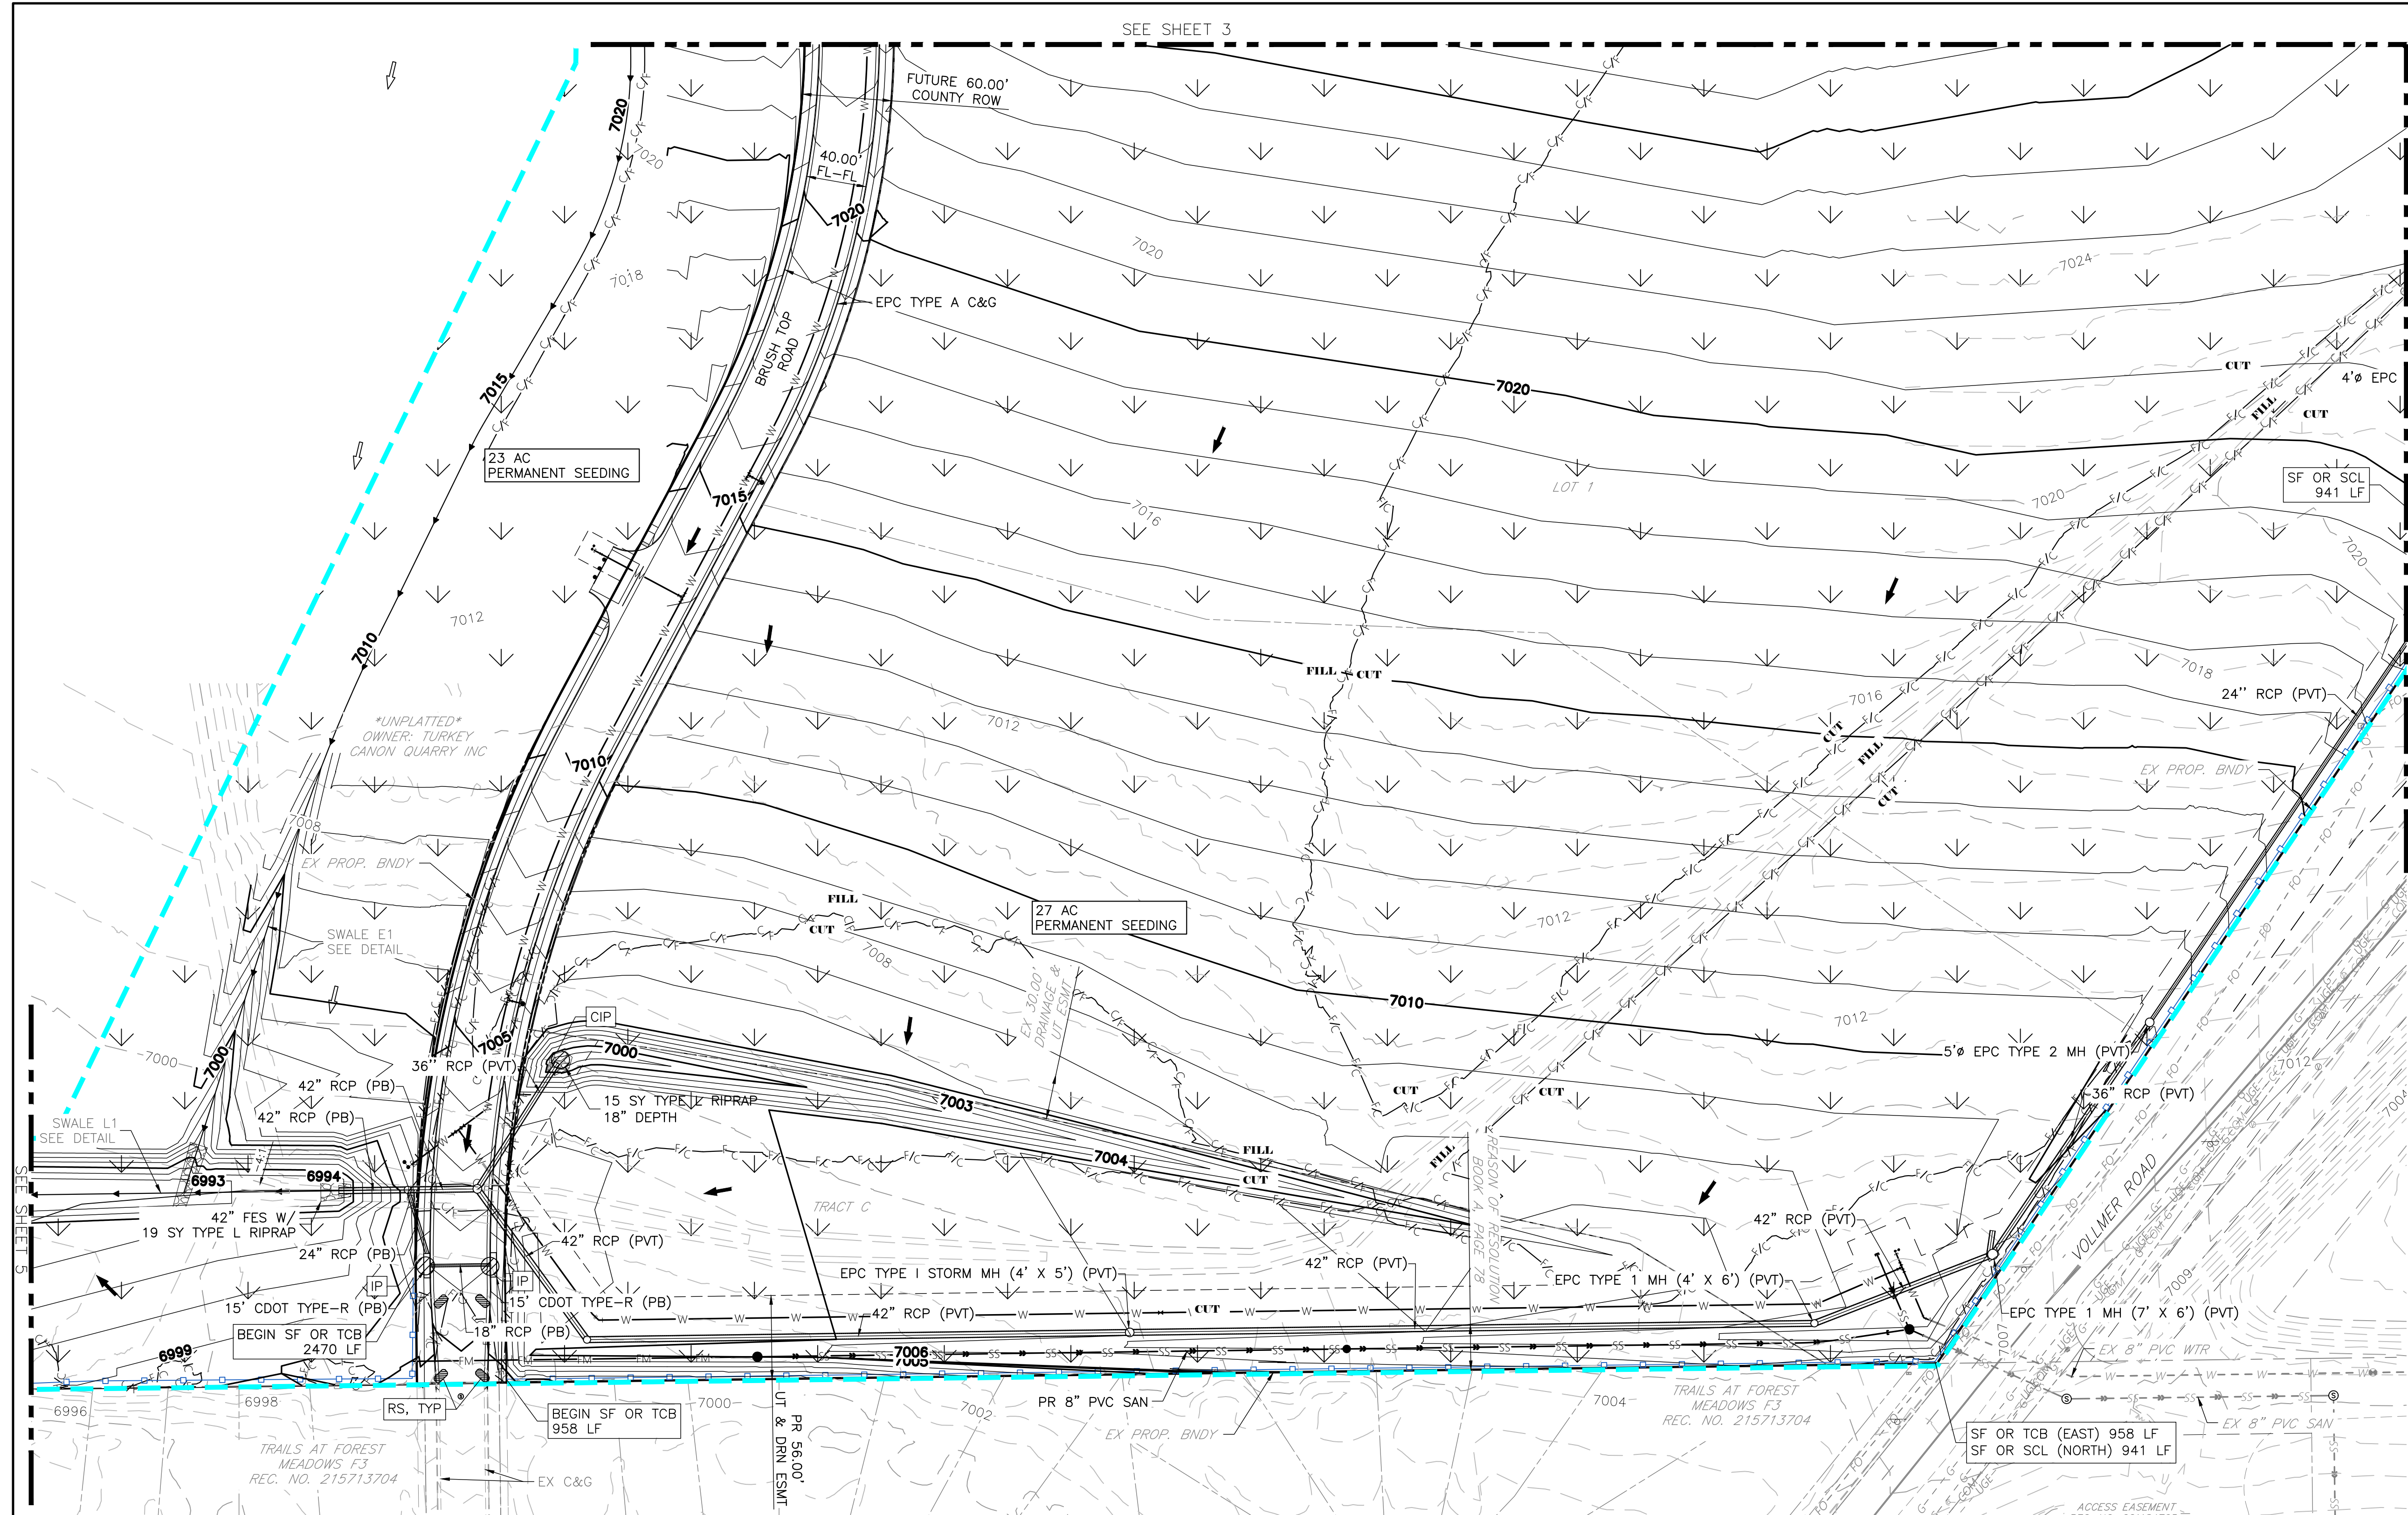 SEE SHEET 3
FUTURE 60.00'
COUNTY ROW
7020
7020
40.00'
FL-FL
7020
7020
7024
7018
EPC TYPE A C&G
BRUSH TOP
ROAD
CUT
4'ø EPC
7015
7020
FILL
CUT
23 AC
PERMANENT SEEDING
LOT 1
SF OR SCL
941 LF
7015
7016
7020
7020
7012
7010
FILL
CUT
7018
7016
24" RCP (PVT)
*UNPLATTED*
OWNER: TURKEY
CANON QUARRY INC
7012
CUT
FILL
7010
EX PROP. BNDY
CUT
7008
EX PROP. BNDY
FILL
CUT
27 AC
PERMANENT SEEDING
7012
SWALE E1
SEE DETAIL
7008
EX 30.00'
DRAINAGE &
UT ESMT
7010
7012
CIP
7005
7000
7000
7000
36" RCP (PVT)
5'ø EPC TYPE 2 MH (PVT)
7012
42" RCP (PB)
15 SY TYPE L RIPRAP
18" DEPTH
7003
CUT
CUT
36" RCP (PVT)
7004
42" RCP (PB)
SWALE L1
SEE DETAIL
4:1
7004
FILL
CUT
FILL
REASON OF RESOLUTION
BOOK A, PAGE 78
VOLLMER ROAD
SEE SHEET 5
6993
6994
TRACT C
42" FES W/
19 SY TYPE L RIPRAP
42" RCP (PVT)
42" RCP (PVT)
24" RCP (PB)
42" RCP (PVT)
EPC TYPE I STORM MH (4' X 5') (PVT)
EPC TYPE 1 MH (4' X 6') (PVT)
IP
IP
7009
15' CDOT TYPE-R (PB)
15' CDOT TYPE-R (PB)
42" RCP (PVT)
CUT
EPC TYPE 1 MH (7' X 6') (PVT)
BEGIN SF OR TCB
2470 LF
18" RCP (PB)
7007
6999
7006
7005
EX 8" PVC WTR
6996
6998
RS, TYP
BEGIN SF OR TCB
958 LF
7000
7002
PR 8" PVC SAN
7004
TRAILS AT FOREST
MEADOWS F3
REC. NO. 215713704
PR 56.00'
UT & DRN ESMT
EX PROP. BNDY
EX 8" PVC SAN
SF OR TCB (EAST) 958 LF
SF OR SCL (NORTH) 941 LF
TRAILS AT FOREST
MEADOWS F3
REC. NO. 215713704
EX C&G
ACCESS EASEMENT